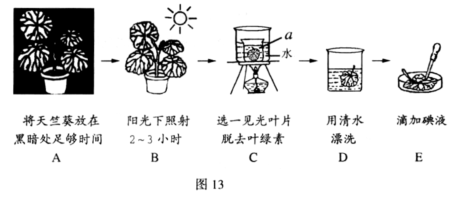 a
水
将天竺葵放在
黑暗处足够时间
A
阳光下照射
2~3小时
B
选一见光叶片
脱去叶绿素
C
用清水
漂洗
D
滴加碘液
E
图 13